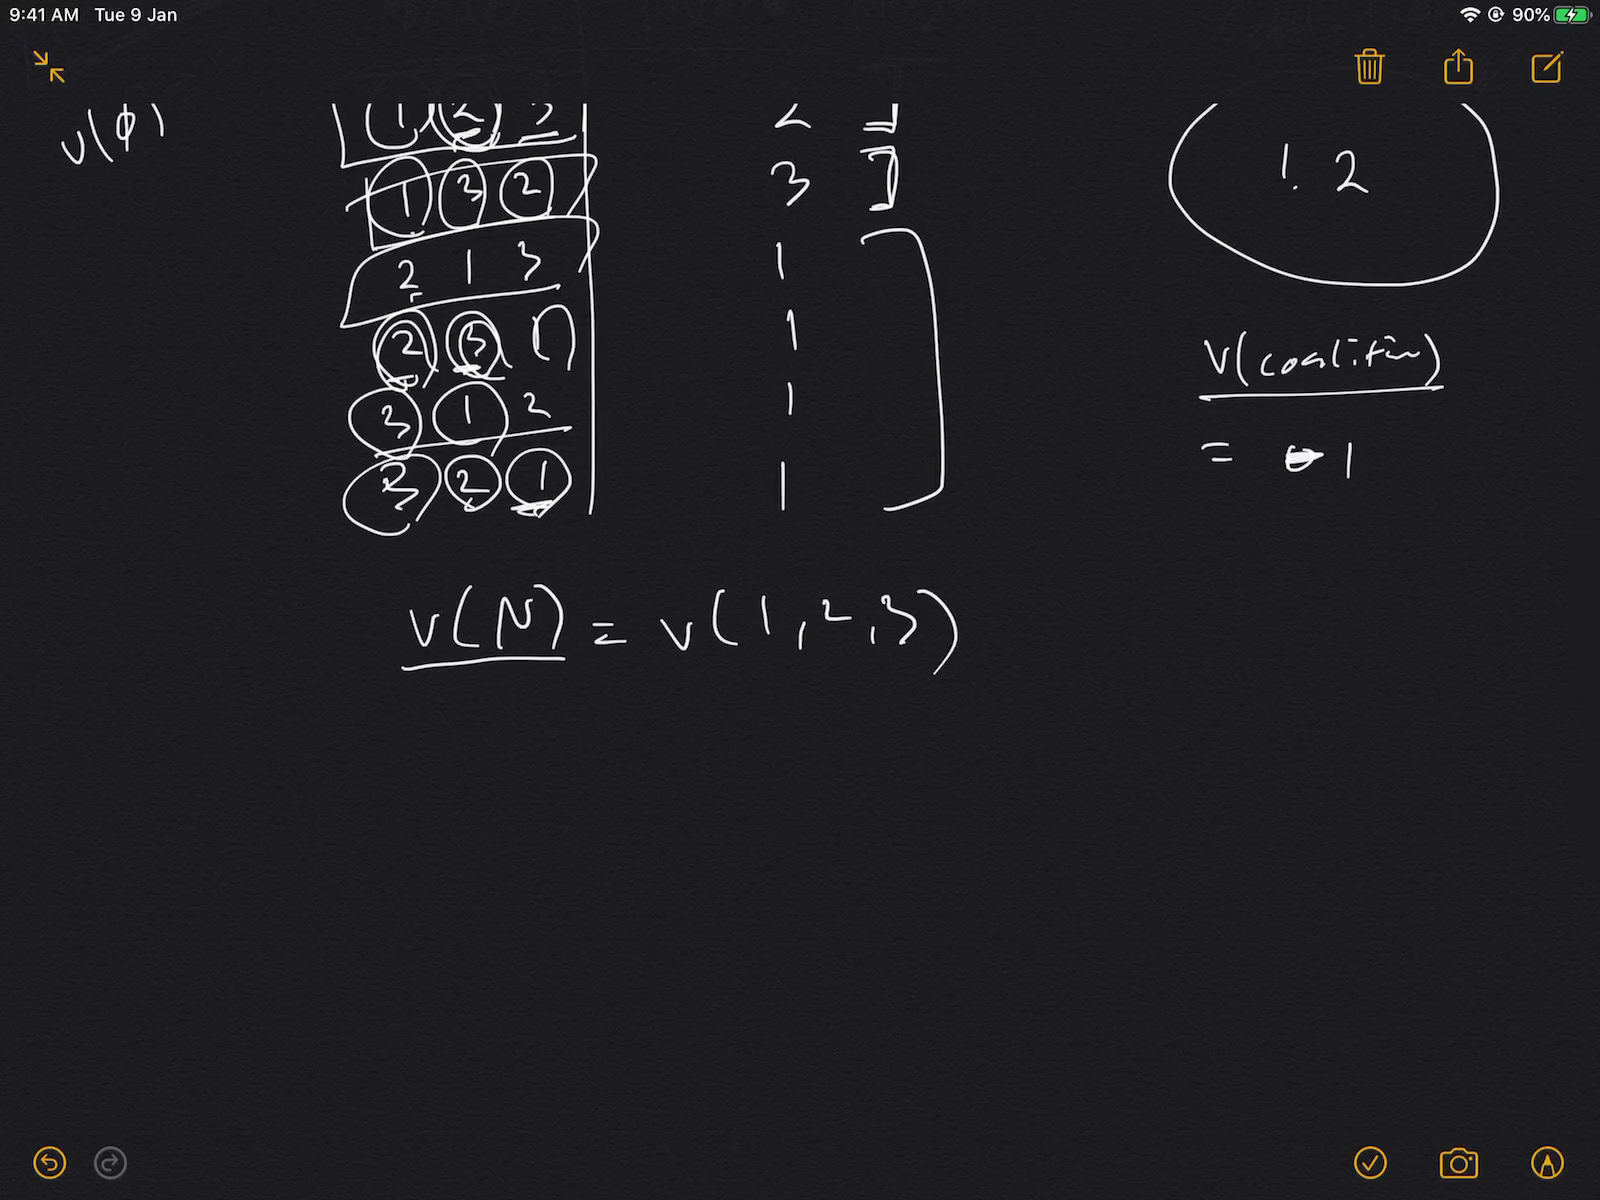 9:41 AM Tue 9 Jan 90%
v(ϕ)
1 2 3 2
1 3 2 3
2 1 3 1
2 3 1 1
3 1 2 1
3 2 1 1
1. 2
v(coalition)
= 1
v(N) = v(1,2,3)